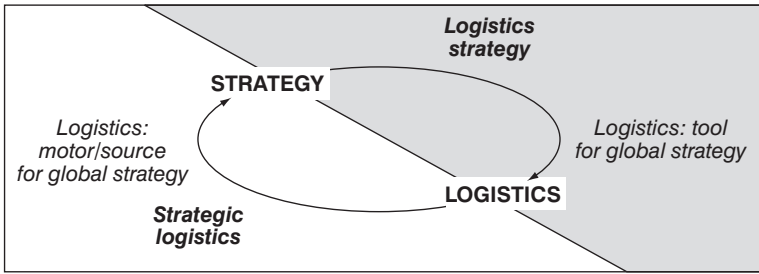 Logistics
strategy
STRATEGY
Logistics:
motor/source
for global strategy
Logistics: tool
for global strategy
LOGISTICS
Strategic
logistics